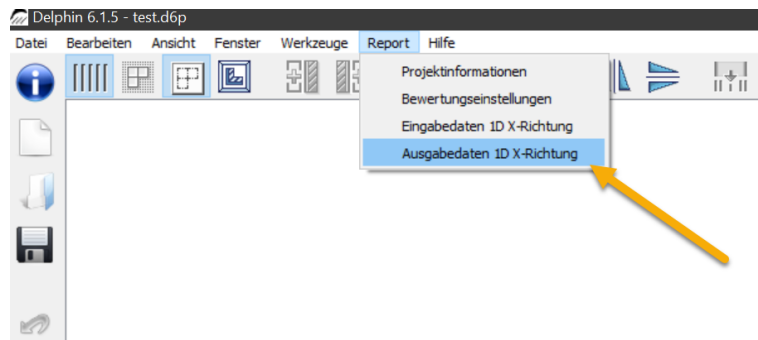 Delphin 6.1.5 - test.d6p
Datei Bearbeiten Ansicht Fenster Werkzeuge Report Hilfe
Projektinformationen
Bewertungseinstellungen
Eingabedaten 1D X-Richtung
Ausgabedaten 1D X-Richtung